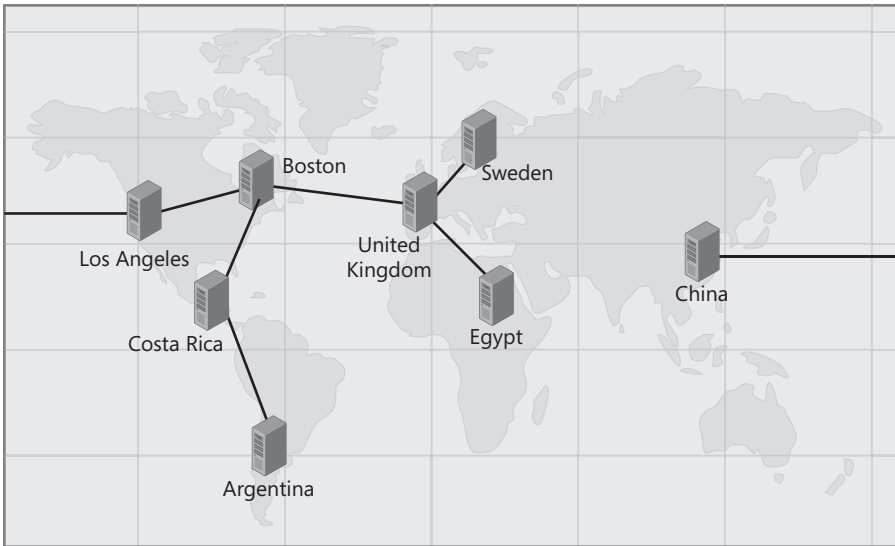 Boston
Sweden
Los Angeles
United
Kingdom
China
Costa Rica
Egypt
Argentina